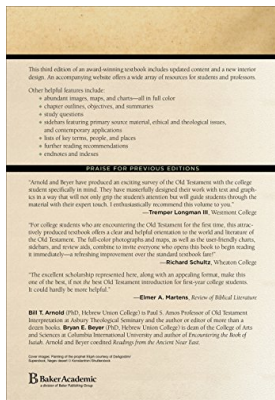 This third edition of an award-winning textbook includes updated content and a new interior
design. An accompanying website offers a wide array of resources for students and professors.
Other helpful features include:
• abundant images, maps, and charts—all in full color
• chapter outlines, objectives, and summaries
• study questions
• sidebars featuring primary source material, ethical and theological issues,
and contemporary applications
• lists of key terms, people, and places
• further reading recommendations
• endnotes and indexes
PRAISE FOR PREVIOUS EDITIONS
"Arnold and Beyer have produced an exciting survey of the Old Testament with the college
student specifically in mind. They have masterfully designed their work with text and graph-
ics in a way that will not only grip the student's attention but will guide students through the
material with their expert touch. I enthusiastically recommend this volume to you."
—Tremper Longman III, Westmont College
"For college students who are encountering the Old Testament for the first time, this attrac-
tively produced textbook offers a clear and helpful orientation to the world and literature of
the Old Testament. The full-color photographs and maps, as well as the user-friendly charts,
sidebars, and review aids, combine to invite everyone who opens this book to begin reading
it immediately—a refreshing improvement over the standard textbook fare!"
—Richard Schultz, Wheaton College
"The excellent scholarship represented here, along with an appealing format, make this
one of the best, if not the best Old Testament introduction for first-year college students.
It could hardly be more helpful."
—Elmer A. Martens, Review of Biblical Literature
Bill T. Arnold (PhD, Hebrew Union College) is Paul S. Amos Professor of Old Testament
Interpretation at Asbury Theological Seminary and the author or editor of more than a
dozen books. Bryan E. Beyer (PhD, Hebrew Union College) is dean of the College of Arts
and Sciences at Columbia International University and author of Encountering the Book of
Isaiah. Arnold and Beyer coedited Readings from the Ancient Near East.
Baker Academic
a division of Baker Publishing Group